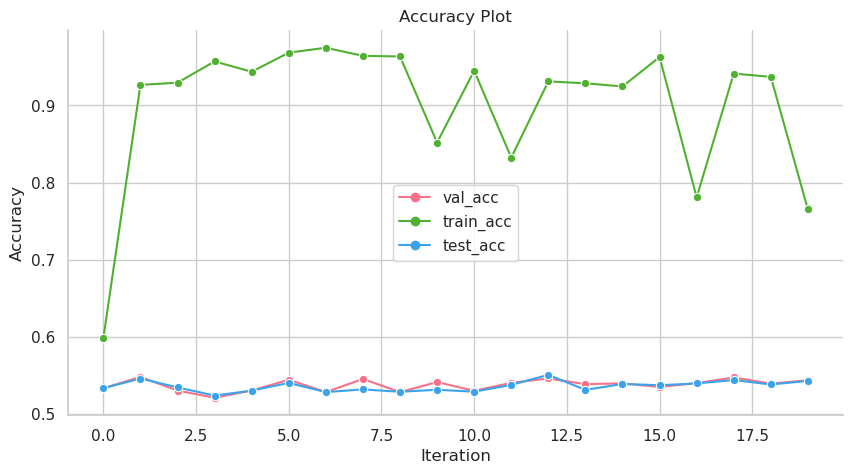 Accuracy Plot
Accuracy
0.9
0.8
0.7
0.6
0.5
val_acc
train_acc
test_acc
0.0 2.5 5.0 7.5 10.0 12.5 15.0 17.5
Iteration